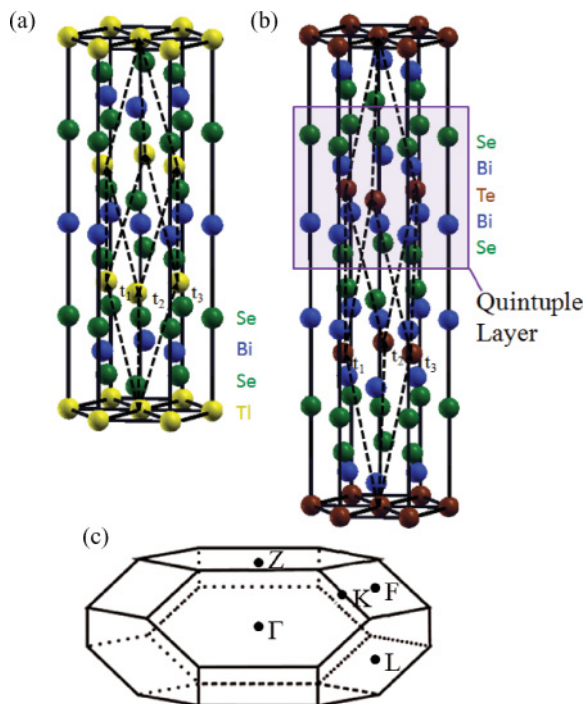 (a)
(b)
Se
Bi
Te
Bi
Se
t1
t2
t3
Quintuple
Layer
Se
Bi
Se
Tl
t1
t2
t3
(c)
Z
K
F
Γ
L